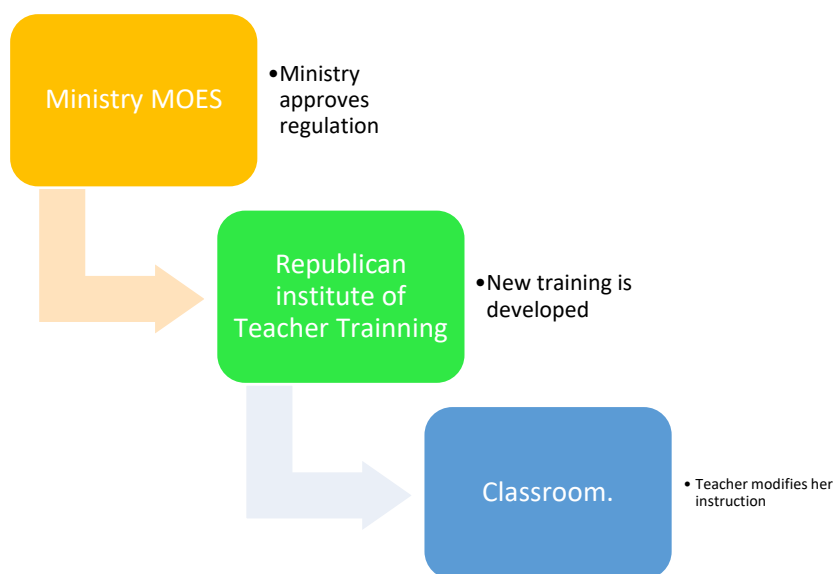 Ministry MOES
•Ministry
approves
regulation
Republican
institute of
Teacher Trainning
•New training is
developed
Classroom.
• Teacher modifies her
instruction